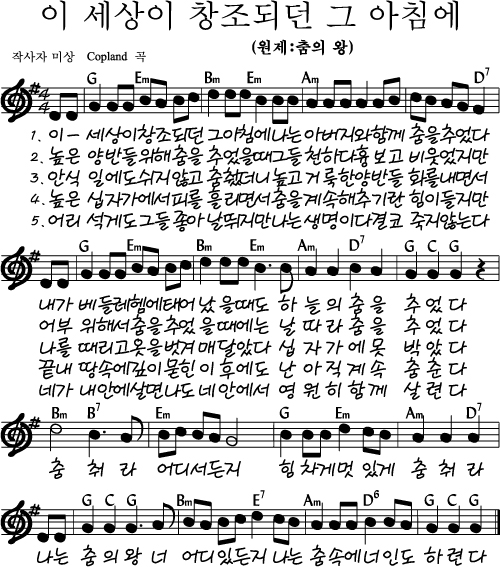 이 세상이 창조되던 그 아침에
(원제:춤의 왕)
작사자 미상 Copland 곡
G Em Bm Em Am D7
1. 이 - 세상이 창조되던 그 아침에 나는 아버지와 함께 춤을 추었다
2. 높은 양반들 위해 춤을 추었을때 그들 천하다 흉 보고 비웃었지만
3. 안식 일에도 쉬지않고 춤췄더니 높고 거룩한 양반들 화를 내면서
4. 높은 십자가에서 피를 흘리면서 춤을 계속해 추기란 힘이 들지만
5. 어리 석게도 그들 좋아 날뛰지만 나는 생명이다 결코 죽지않는다
G Em Bm Em Am D7 G C G
내가 베들레헴에 태어 났을때도 하늘의 춤을 추었다
어부 위해서 춤을 추었을때에는 날 따라 춤을 추었다
나를 때리고 옷을 벗겨 매달았다 십자가에 못 박았다
끝내 땅속에 깊이 묻힌 이후에도 난 아직 계속 춤춘다
네가 내안에 살면 나도 네안에서 영원히 함께 살련다
Bm B7 Em G Em Am D7
춤 춰라 어디서든지 힘차게 멋있게 춤 춰라
G C G Bm E7 Am D6 G C G
나는 춤의 왕 너 어디 있든지 나는 춤속에 너 인도 하련다